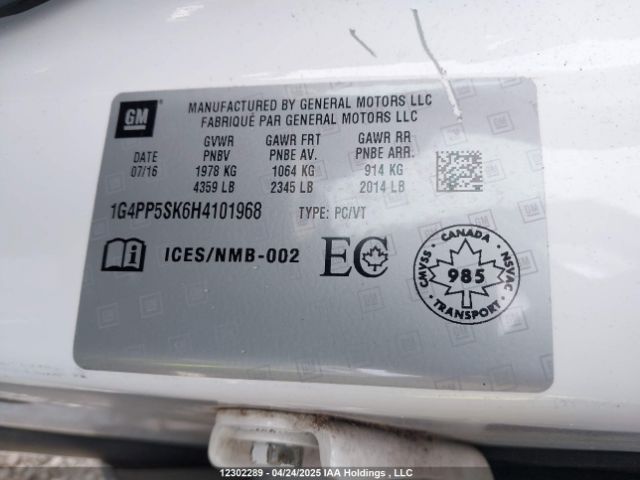 GM
MANUFACTURED BY GENERAL MOTORS LLC
FABRIQUÉ PAR GENERAL MOTORS LLC
GVWR GAWR FRT GAWR RR
DATE PNBV PNBE AV. PNBE ARR.
07/16 1978 KG 1064 KG 914 KG
4359 LB 2345 LB 2014 LB
1G4PP5SK6H4101968 TYPE: PC/VT
ICES/NMB-002 EC
CANADA
CMVSS 985 NSVAC
TRANSPORT
12302289 - 04/24/2025 IAA Holdings , LLC